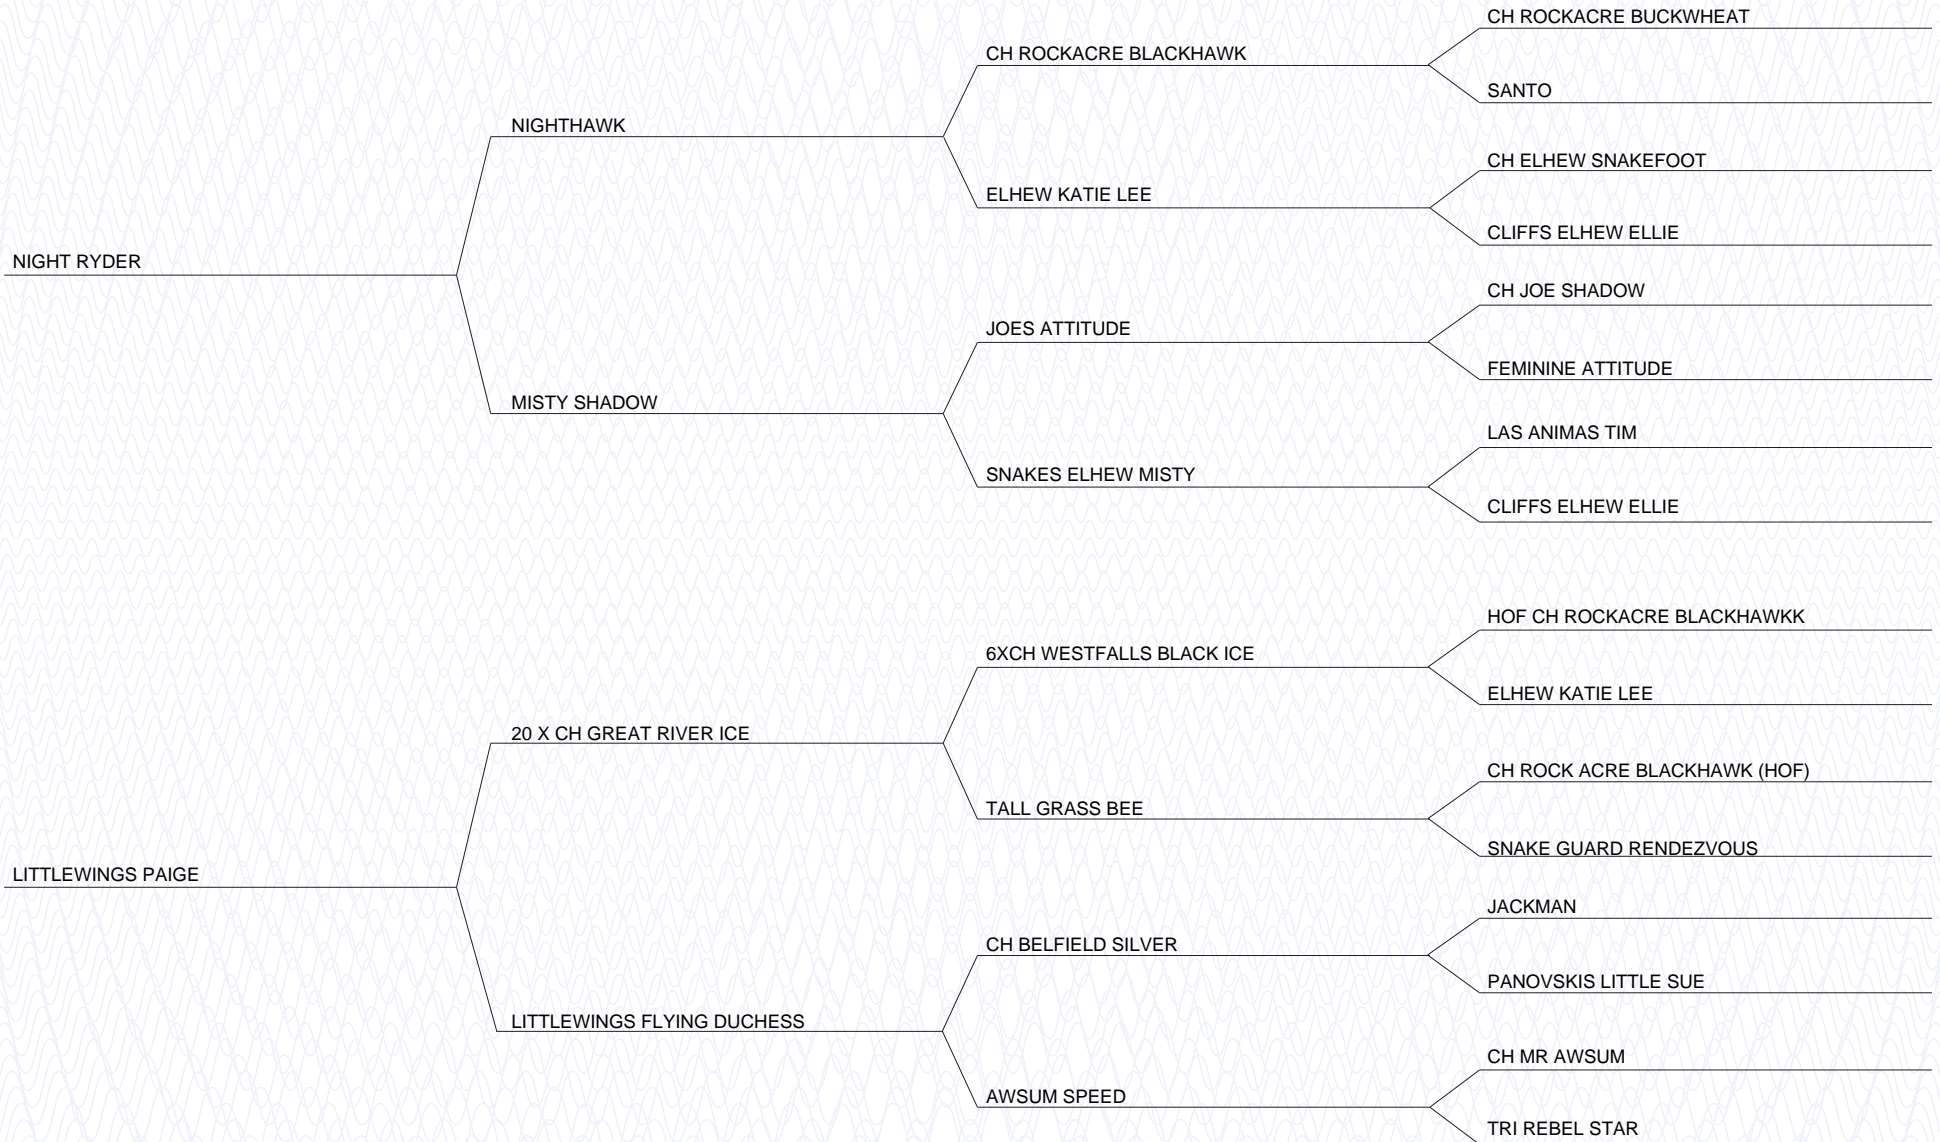 CH ROCKACRE BUCKWHEAT
CH ROCKACRE BLACKHAWK
SANTO
NIGHTHAWK
CH ELHEW SNAKEFOOT
ELHEW KATIE LEE
CLIFFS ELHEW ELLIE
NIGHT RYDER
CH JOE SHADOW
JOES ATTITUDE
FEMININE ATTITUDE
MISTY SHADOW
LAS ANIMAS TIM
SNAKES ELHEW MISTY
CLIFFS ELHEW ELLIE
HOF CH ROCKACRE BLACKHAWKK
6XCH WESTFALLS BLACK ICE
ELHEW KATIE LEE
20 X CH GREAT RIVER ICE
CH ROCK ACRE BLACKHAWK (HOF)
TALL GRASS BEE
SNAKE GUARD RENDEZVOUS
LITTLEWINGS PAIGE
JACKMAN
CH BELFIELD SILVER
PANOVSKIS LITTLE SUE
LITTLEWINGS FLYING DUCHESS
CH MR AWSUM
AWSUM SPEED
TRI REBEL STAR